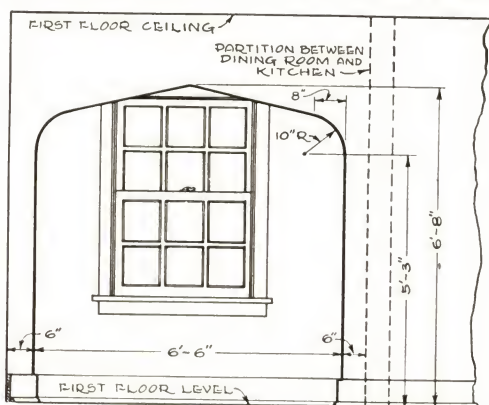 FIRST FLOOR CEILING
PARTITION BETWEEN
DINING ROOM AND
KITCHEN
8"
10"R
6'-8"
5'-3"
6"
6'-6"
6"
FIRST FLOOR LEVEL